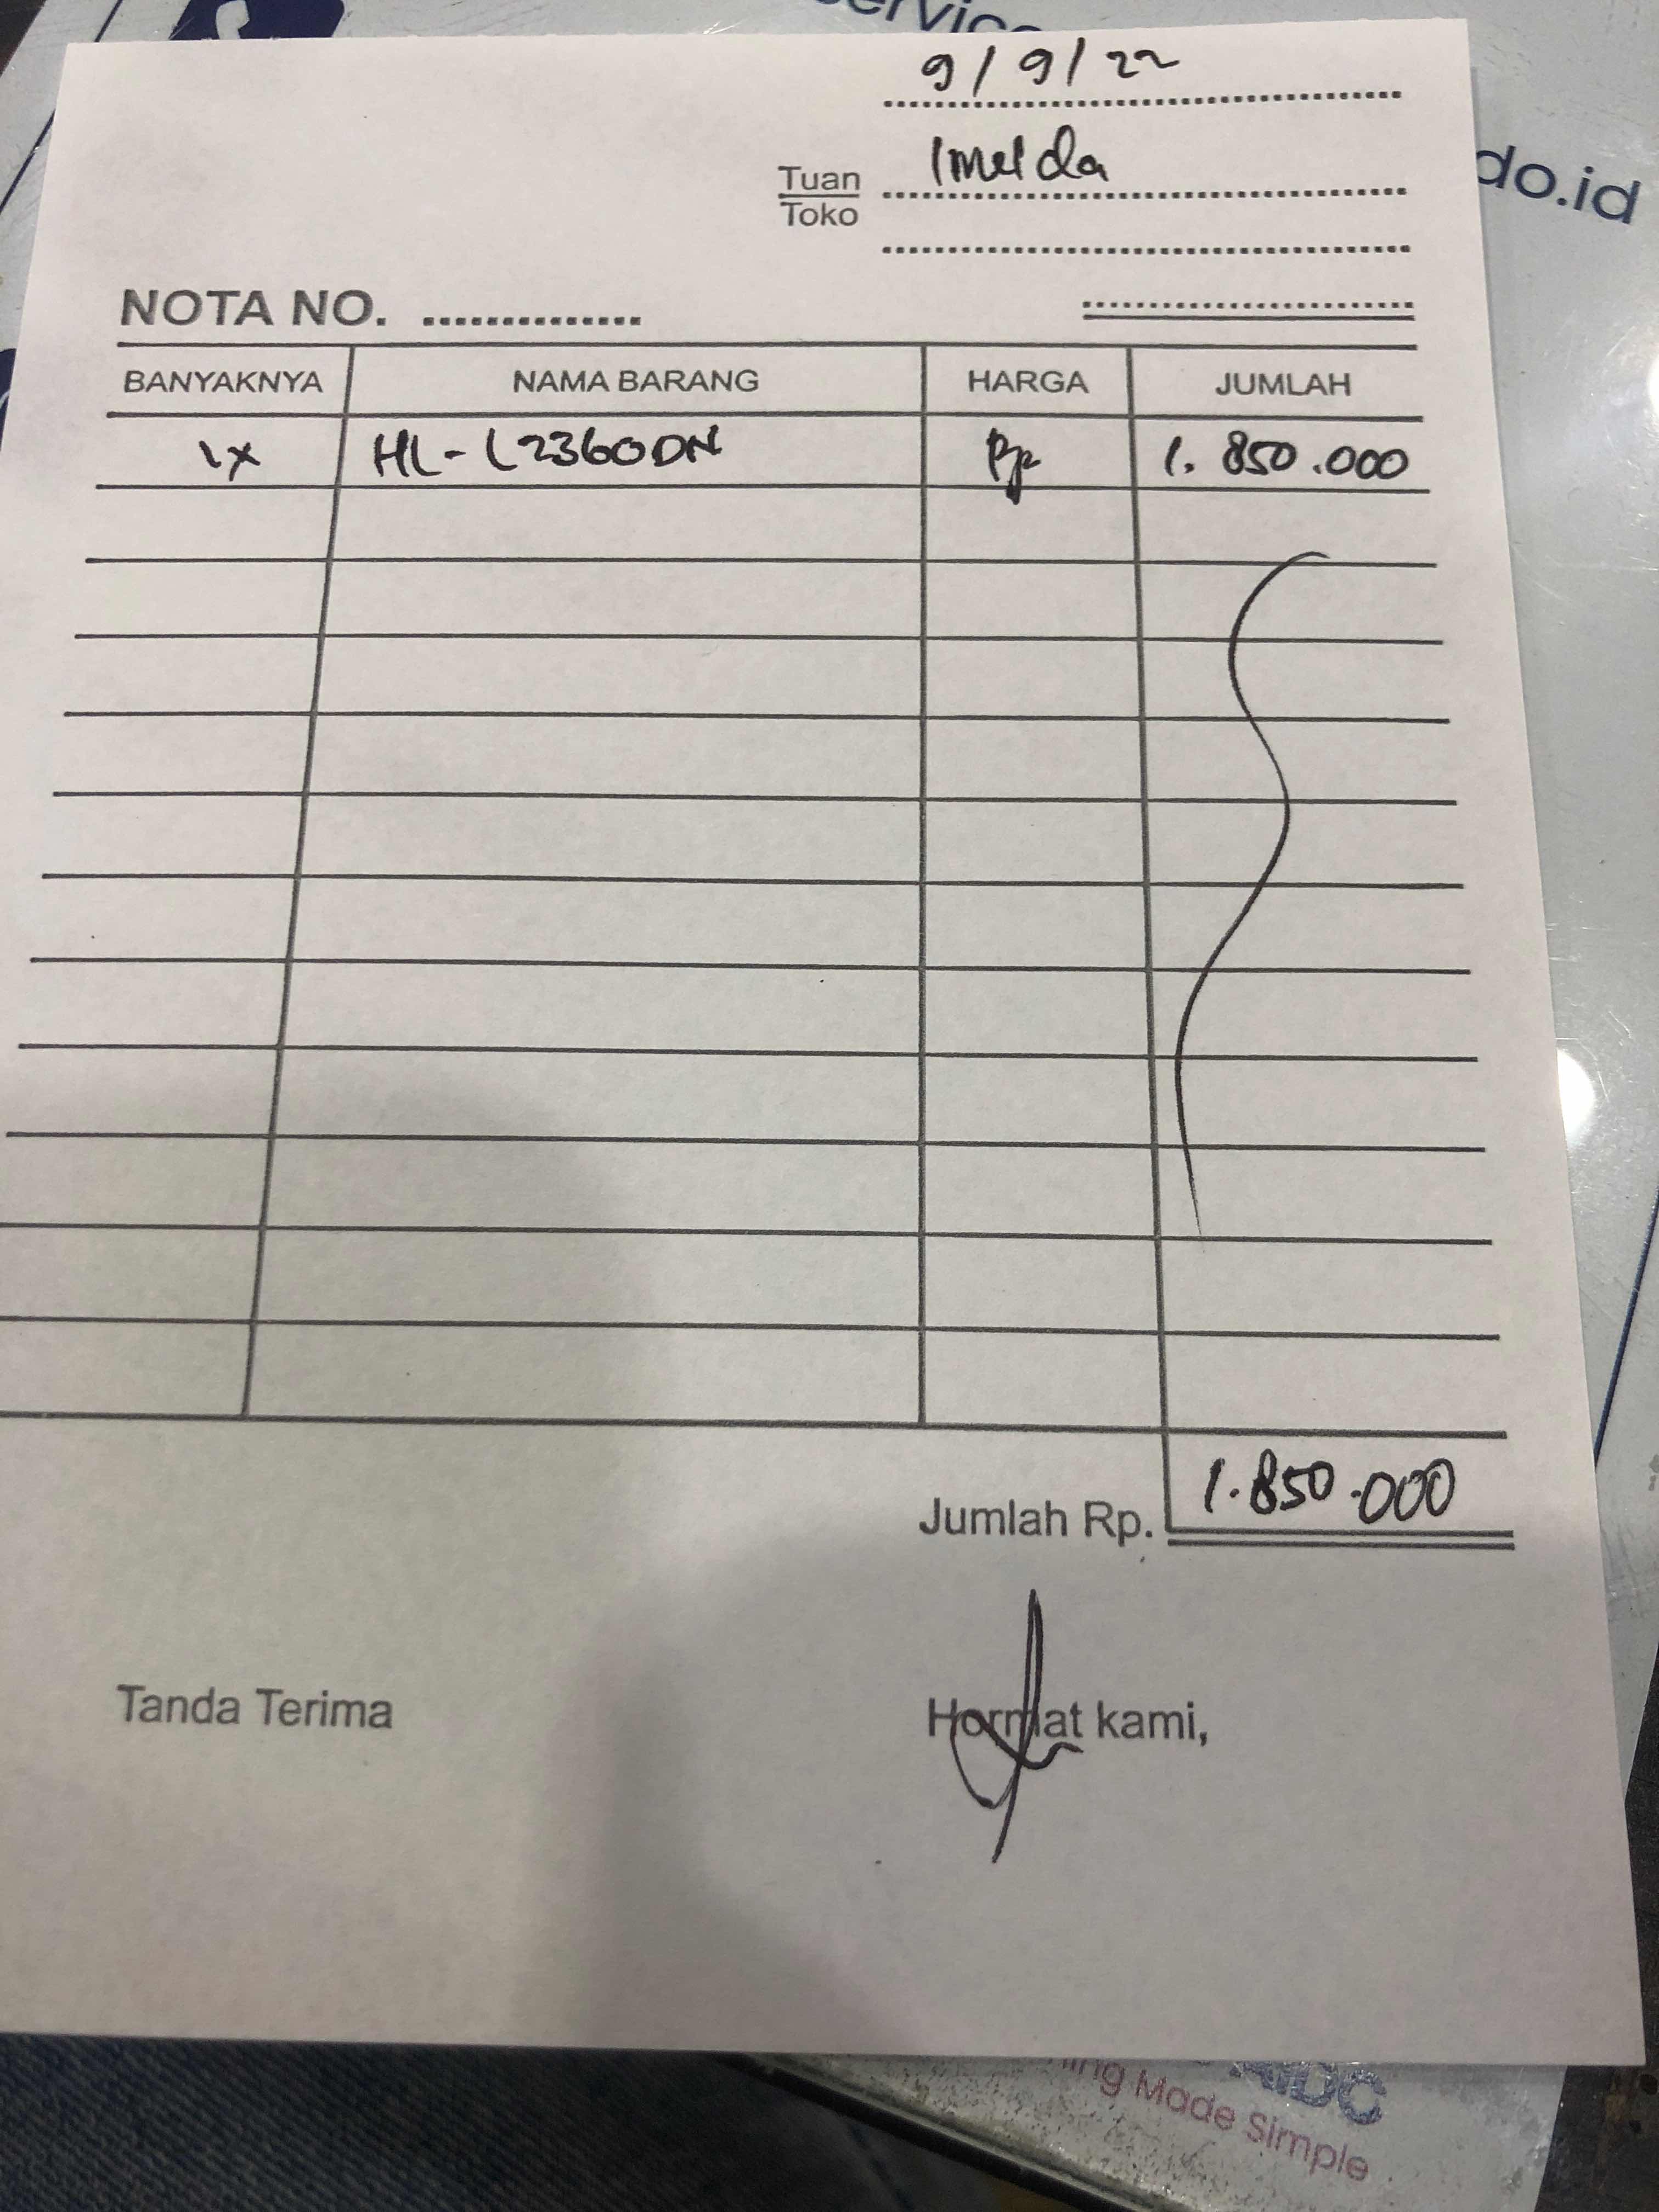 9/9/22
Tuan
Toko
Imelda
do.id
NOTA NO. ..............
BANYAKNYA NAMA BARANG HARGA JUMLAH
1x HL-L2360DN Rp 1.850.000
Jumlah Rp. 1.850.000
Tanda Terima Hormat kami,
AIDC
ing Made Simple